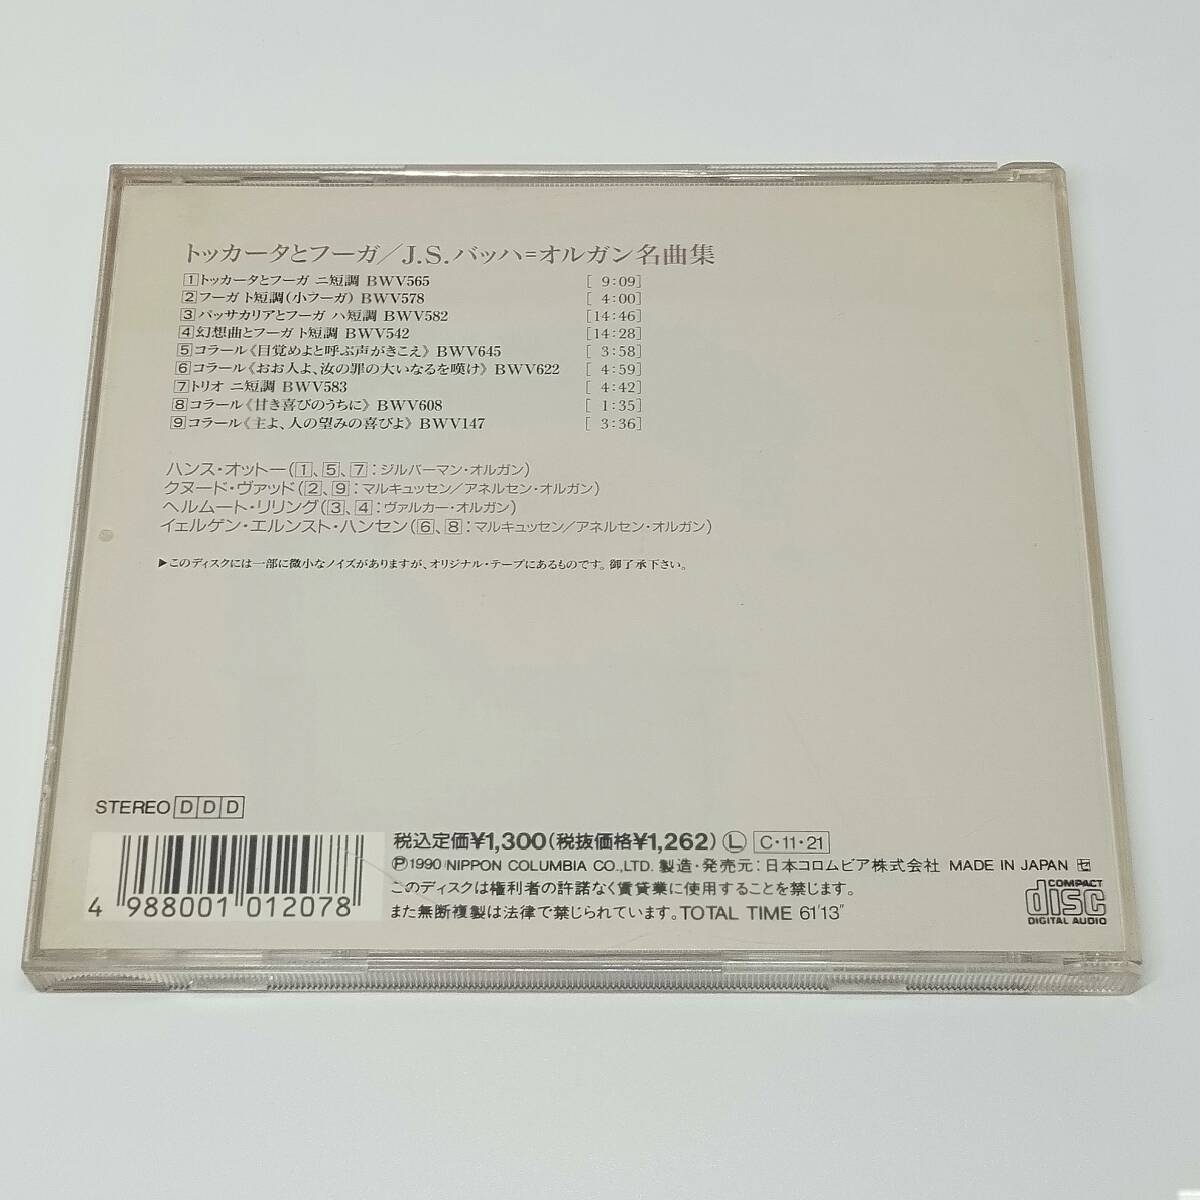 トッカータとフーガ/J.S.バッハ=オルガン名曲集
1 トッカータとフーガ ニ短調 BWV565 [ 9:09]
2 フーガ ト短調(小フーガ) BWV578 [ 4:00]
3 パッサカリアとフーガ ハ短調 BWV582 [14:46]
4 幻想曲とフーガ ト短調 BWV542 [14:28]
5 コラール《目覚めよと呼ぶ声がきこえ》 BWV645 [ 3:58]
6 コラール《おお人よ、汝の罪の大いなるを嘆け》 BWV622 [ 4:59]
7 トリオ ニ短調 BWV583 [ 4:42]
8 コラール《甘き喜びのうちに》 BWV608 [ 1:35]
9 コラール《主よ、人の望みの喜びよ》 BWV147 [ 3:36]
ハンス・オットー(1、5、7:ジルバーマン・オルガン)
クヌード・ヴァッド(2、9:マルキュッセン/アネルセン・オルガン)
ヘルムート・リリング(3、4:ヴァルカー・オルガン)
イェルゲン・エルンスト・ハンセン(6、8:マルキュッセン/アネルセン・オルガン)
▶このディスクには一部に微小なノイズがありますが、オリジナル・テープにあるものです。御了承下さい。
STEREO DDD
税込定価¥1,300(税抜価格¥1,262) Ⓛ C・11・21
Ⓟ1990/NIPPON COLUMBIA CO.,LTD. 製造・発売元:日本コロムビア株式会社 MADE IN JAPAN
このディスクは権利者の許諾なく賃貸業に使用することを禁じます。
また無断複製は法律で禁じられています。TOTAL TIME 61'13"
4 988001 012078
COMPACT
disc
DIGITAL AUDIO